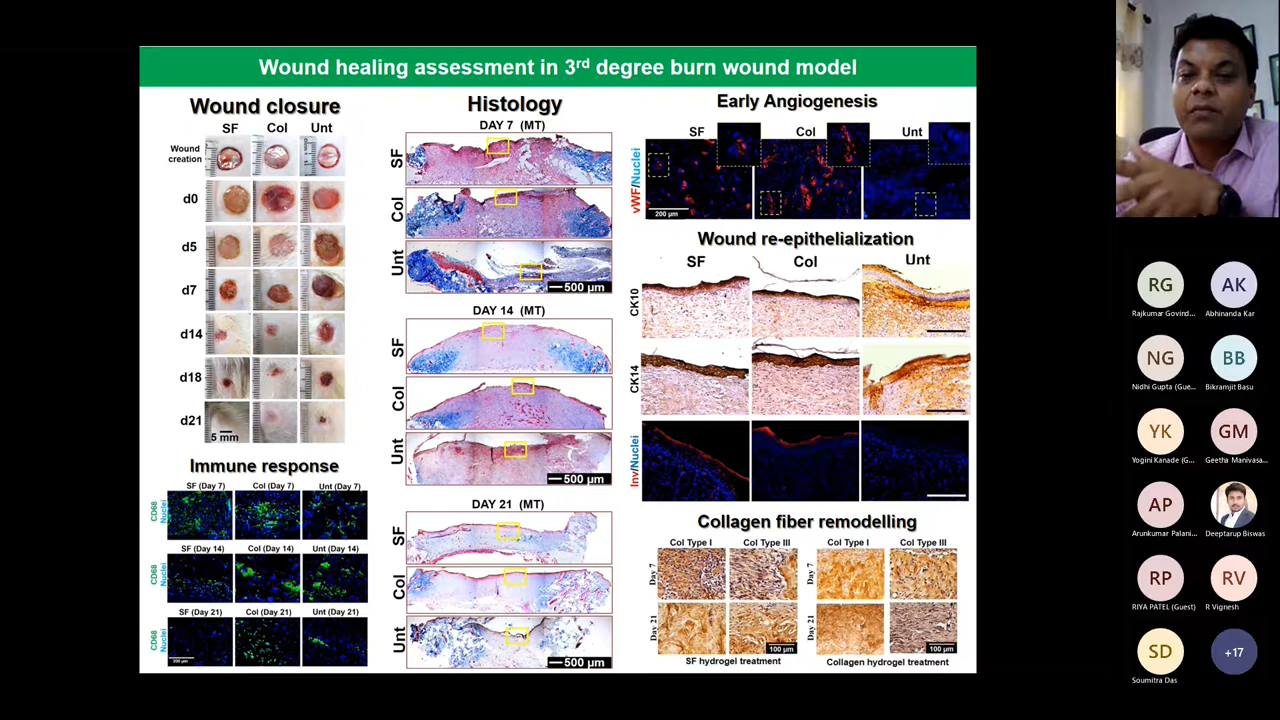 Wound healing assessment in 3rd degree burn wound model
Wound closure
SF Col Unt
Wound creation
d0
d5
d7
d14
d18
d21
5 mm
Immune response
SF (Day 7) Col (Day 7) Unt (Day 7)
CD68 Nuclei
SF (Day 14) Col (Day 14) Unt (Day 14)
CD68 Nuclei
SF (Day 21) Col (Day 21) Unt (Day 21)
CD68 Nuclei
Histology
DAY 7 (MT)
SF
Col
Unt
500 µm
DAY 14 (MT)
SF
Col
Unt
500 µm
DAY 21 (MT)
SF
Col
Unt
500 µm
Early Angiogenesis
SF Col Unt
vWF/Nuclei
200 µm
Wound re-epithelialization
SF Col Unt
CK10
CK14
Inv/Nuclei
Collagen fiber remodelling
Col Type I Col Type III Col Type I Col Type III
Day 7 Day 7
Day 21 Day 21
100 µm 100 µm
SF hydrogel treatment Collagen hydrogel treatment
RG AK
Rajkumar Govind... Abhinanda Kar
NG BB
Nidhi Gupta (Gue... Bikramjit Basu
YK GM
Yogini Kanade (G... Geetha Manivasa...
AP
Arunkumar Palani... Deeptarup Biswas
RP RV
RIYA PATEL (Guest) R Vignesh
SD +17
Soumitra Das